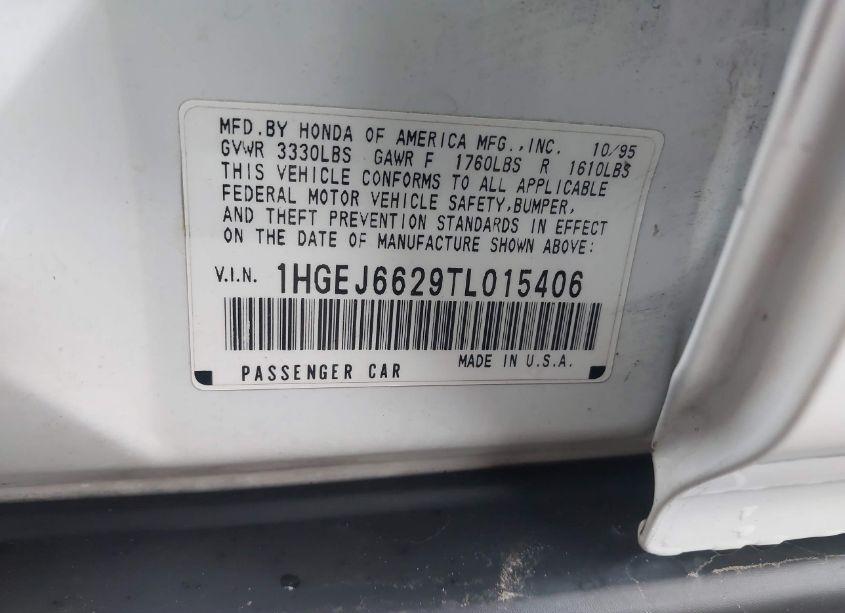 MFD.BY HONDA OF AMERICA MFG.,INC. 10/95
GVWR 3330LBS GAWR F 1760LBS R 1610LBS
THIS VEHICLE CONFORMS TO ALL APPLICABLE
FEDERAL MOTOR VEHICLE SAFETY,BUMPER,
AND THEFT PREVENTION STANDARDS IN EFFECT
ON THE DATE OF MANUFACTURE SHOWN ABOVE:
V.I.N. 1HGEJ6629TL015406
PASSENGER CAR MADE IN U.S.A.